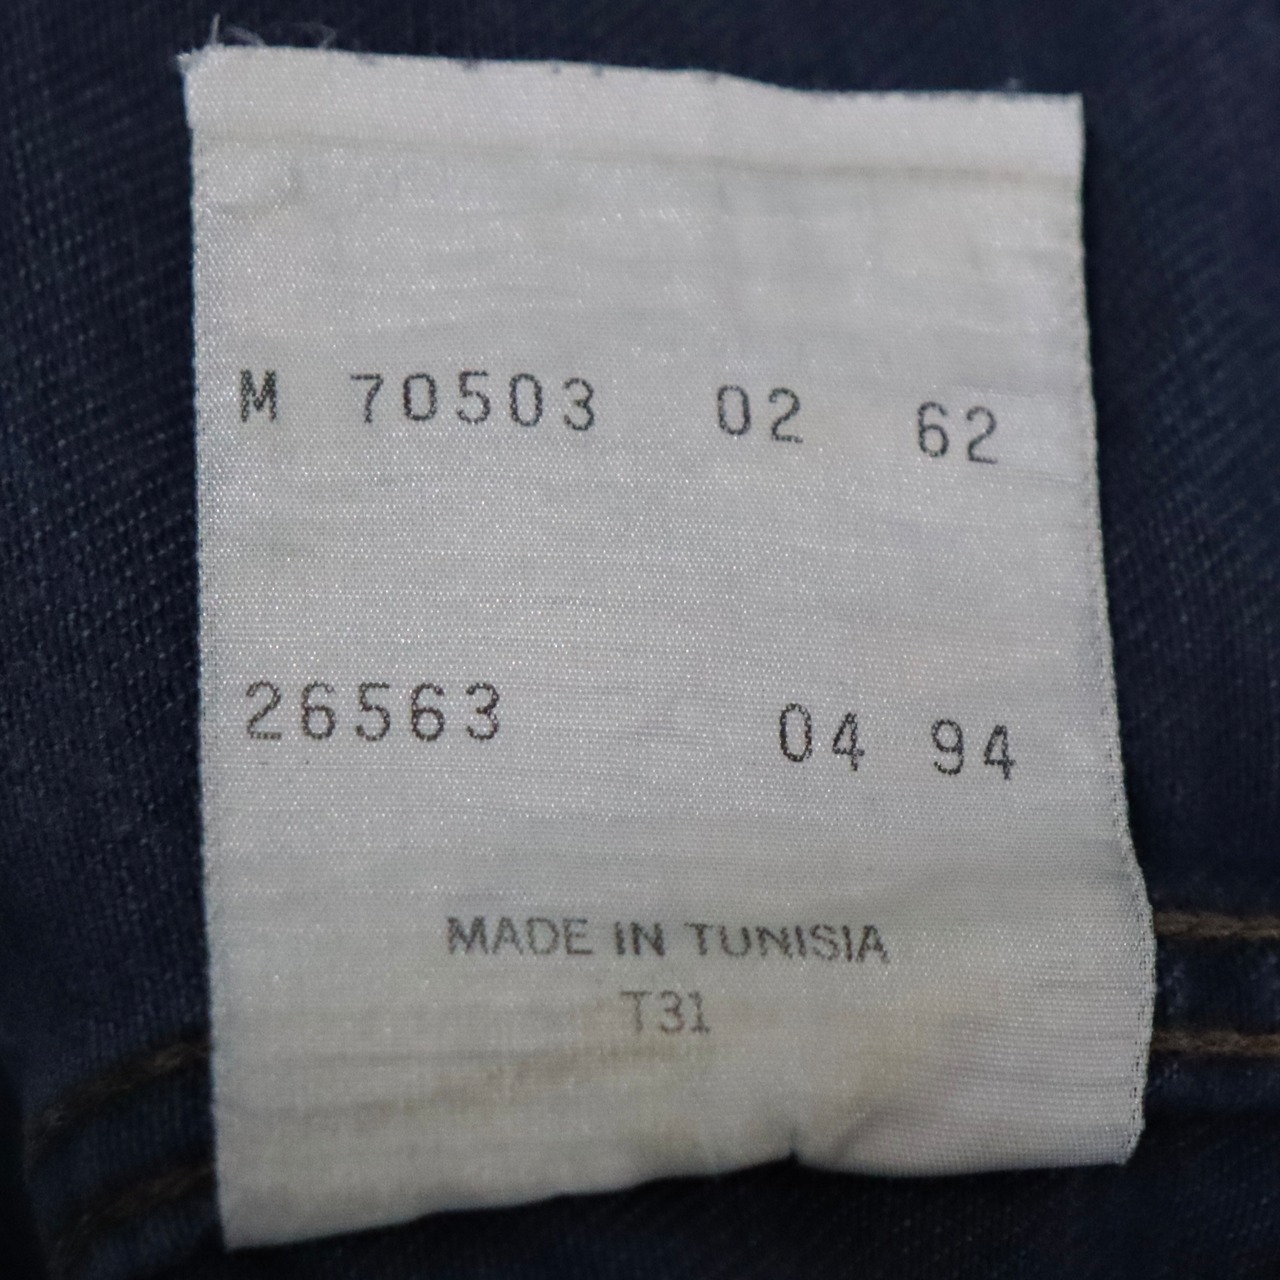 M 70503 02 62
26563 04 94
MADE IN TUNISIA
T31